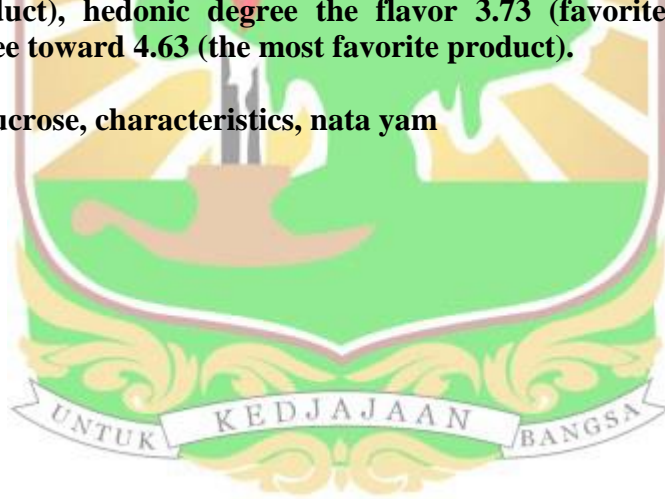 duct), hedonic degree the flavor 3.73 (favorite
ee toward 4.63 (the most favorite product).
ucrose, characteristics, nata yam
UNTUK KEDJAJAAN BANGSA